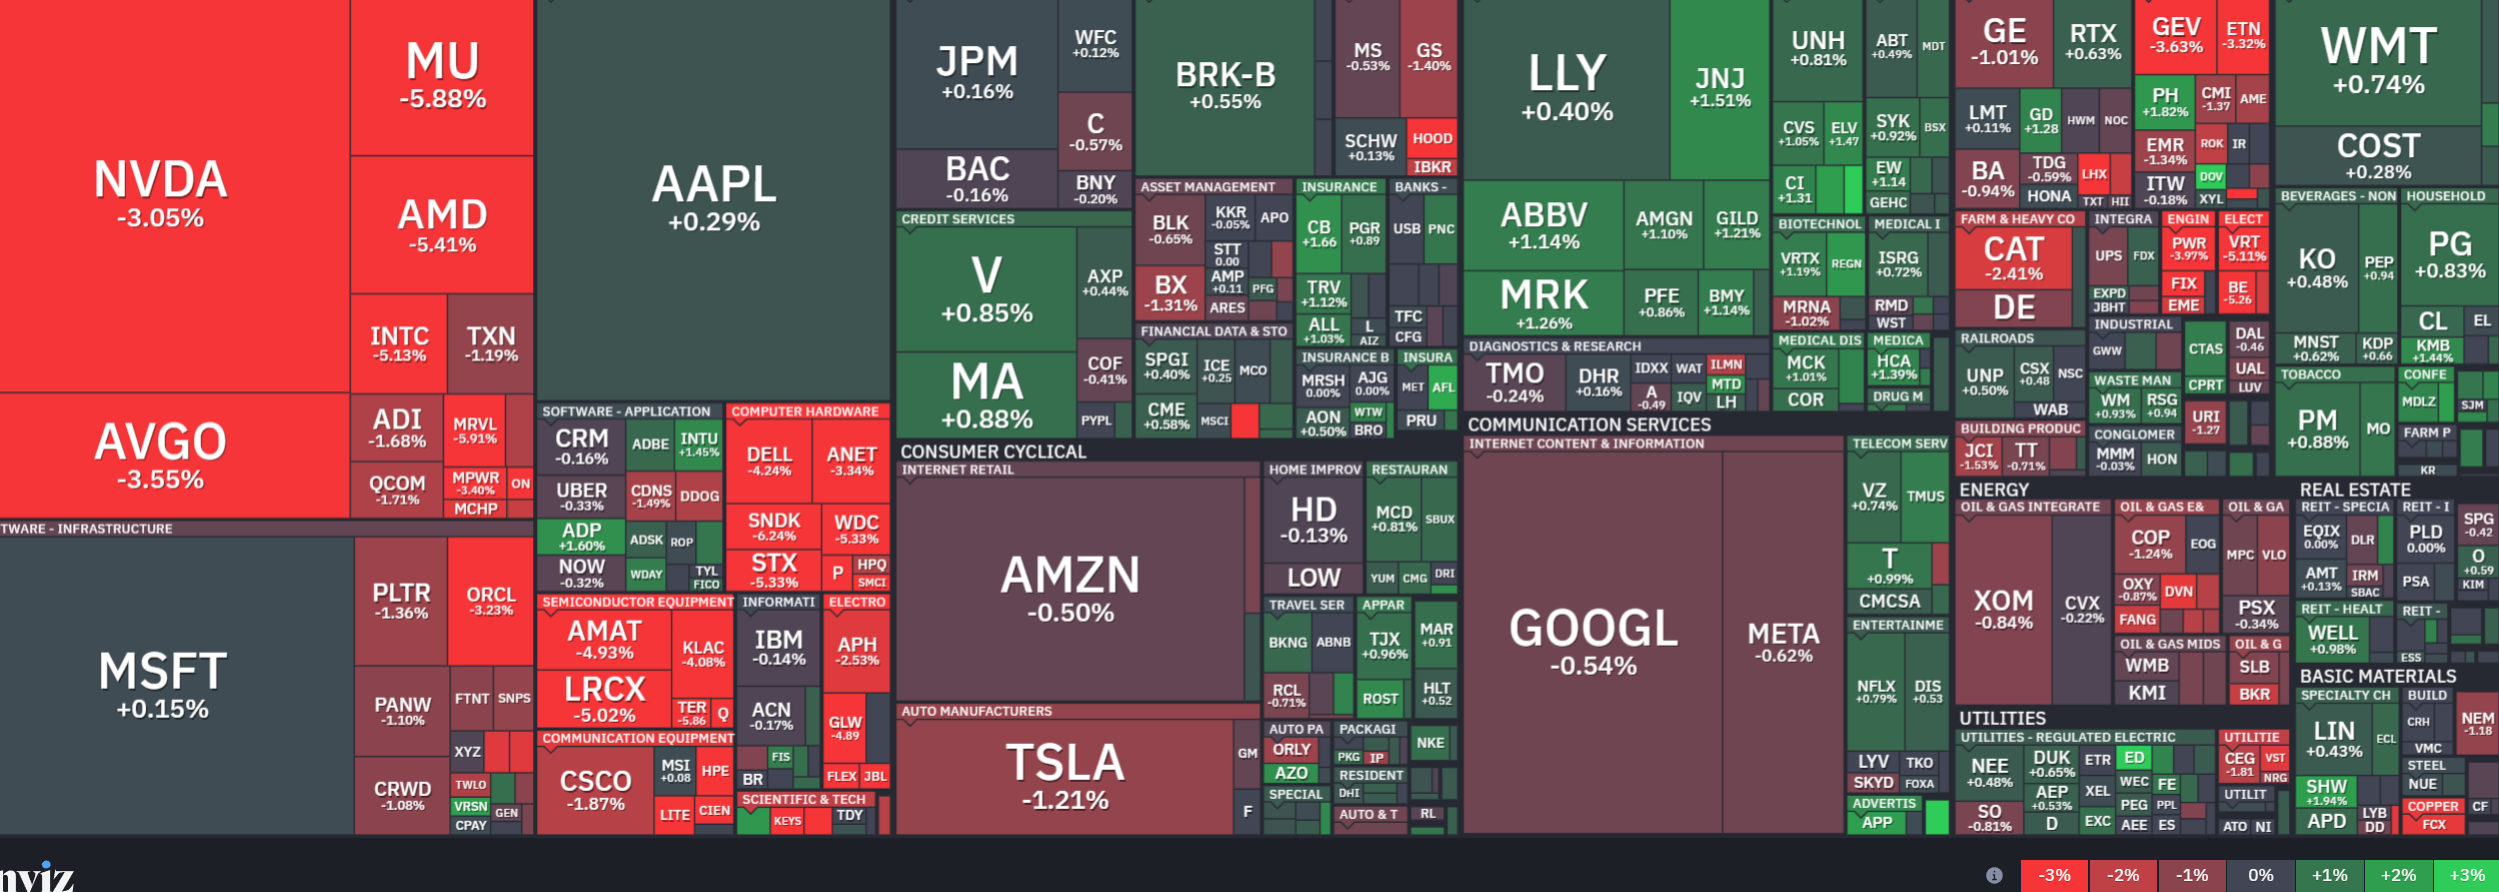 NVDA
-3.05%
MU
-5.88%
AMD
-5.41%
INTC
-5.13%
TXN
-1.19%
AVGO
-3.55%
ADI
-1.68%
MRVL
-5.91%
QCOM
-1.71%
MPWR
-3.40%
ON
MCHP
TWARE - INFRASTRUCTURE
MSFT
+0.15%
PLTR
-1.36%
ORCL
-3.23%
PANW
-1.10%
FTNT
SNPS
CRWD
-1.08%
XYZ
TWLO
VRSN
GEN
CPAY
AAPL
+0.29%
SOFTWARE - APPLICATION
CRM
-0.16%
ADBE
INTU
+1.45%
UBER
-0.33%
CDNS
-1.49%
DDOG
ADP
+1.60%
ADSK
ROP
NOW
-0.32%
WDAY
TYL
FICO
COMPUTER HARDWARE
DELL
-4.24%
ANET
-3.34%
SNDK
-6.24%
WDC
-5.33%
STX
-5.33%
P
HPQ
SMCI
SEMICONDUCTOR EQUIPMENT
AMAT
-4.93%
KLAC
-4.08%
LRCX
-5.02%
TER
-5.86
Q
INFORMATI
IBM
-0.14%
ACN
-0.17%
FIS
BR
ELECTRO
APH
-2.53%
GLW
-4.89
FLEX
JBL
COMMUNICATION EQUIPMENT
CSCO
-1.87%
MSI
+0.08
HPE
LITE
CIEN
SCIENTIFIC & TECH
KEYS
TDY
JPM
+0.16%
WFC
+0.12%
C
-0.57%
BAC
-0.16%
BNY
-0.20%
CREDIT SERVICES
V
+0.85%
AXP
+0.44%
MA
+0.88%
COF
-0.41%
PYPL
BRK-B
+0.55%
MS
-0.53%
GS
-1.40%
SCHW
+0.13%
HOOD
IBKR
ASSET MANAGEMENT
BLK
-0.65%
KKR
-0.05%
APO
STT
0.00
BX
-1.31%
AMP
+0.11
PFG
ARES
INSURANCE
CB
+1.66
PGR
+0.89
TRV
+1.12%
ALL
+1.03%
L
AIZ
BANKS -
USB
PNC
TFC
CFG
FINANCIAL DATA & STO
SPGI
+0.40%
ICE
+0.25
MCO
CME
+0.58%
MSCI
INSURANCE B
MRSH
0.00%
AJG
0.00%
AON
+0.50%
WTW
BRO
INSURA
MET
AFL
PRU
CONSUMER CYCLICAL
INTERNET RETAIL
AMZN
-0.50%
AUTO MANUFACTURERS
TSLA
-1.21%
GM
F
HOME IMPROV
HD
-0.13%
LOW
RESTAURAN
MCD
+0.81%
SBUX
YUM
CMG
DRI
TRAVEL SER
BKNG
ABNB
RCL
-0.71%
APPAR
TJX
+0.96%
ROST
MAR
+0.91
HLT
+0.52
AUTO PA
ORLY
AZO
SPECIAL
PACKAGI
PKG
IP
RESIDENT
DHI
AUTO & T
NKE
RL
LLY
+0.40%
JNJ
+1.51%
ABBV
+1.14%
AMGN
+1.10%
GILD
+1.21%
MRK
+1.26%
PFE
+0.86%
BMY
+1.14%
UNH
+0.81%
CVS
+1.05%
ELV
+1.47
CI
+1.31
ABT
+0.49%
MDT
SYK
+0.92%
BSX
EW
+1.14
GEHC
BIOTECHNOL
VRTX
+1.19%
REGN
MRNA
-1.02%
MEDICAL I
ISRG
+0.72%
RMD
WST
DIAGNOSTICS & RESEARCH
TMO
-0.24%
DHR
+0.16%
IDXX
WAT
ILMN
A
-0.49
IQV
MTD
LH
MEDICAL DIS
MCK
+1.01%
COR
MEDICA
HCA
+1.39%
DRUG M
COMMUNICATION SERVICES
INTERNET CONTENT & INFORMATION
GOOGL
-0.54%
META
-0.62%
TELECOM SERV
VZ
+0.74%
TMUS
T
+0.99%
CMCSA
ENTERTAINME
NFLX
+0.79%
DIS
+0.53
LYV
TKO
SKYD
FOXA
ADVERTIS
APP
GE
-1.01%
RTX
+0.63%
LMT
+0.11%
GD
+1.28
HWM
NOC
BA
-0.94%
TDG
-0.59%
LHX
HONA
TXT
HII
GEV
-3.63%
ETN
-3.32%
PH
+1.82%
CMI
-1.37
AME
EMR
-1.34%
ROK
IR
ITW
-0.18%
DOV
XYL
FARM & HEAVY CO
CAT
-2.41%
DE
INTEGRA
UPS
FDX
EXPD
JBHT
ENGIN
PWR
-3.97%
FIX
EME
ELECT
VRT
-5.11%
BE
-5.26
RAILROADS
UNP
+0.50%
CSX
+0.48
NSC
WAB
INDUSTRIAL
GWW
CTAS
CPRT
DAL
-0.46
UAL
LUV
WASTE MAN
WM
+0.93%
RSG
+0.94
URI
-1.27
BUILDING PRODUC
JCI
-1.53%
TT
-0.71%
CONGLOMER
MMM
-0.03%
HON
ENERGY
OIL & GAS INTEGRATE
XOM
-0.84%
CVX
-0.22%
OIL & GAS E&
COP
-1.24%
EOG
OXY
-0.87%
DVN
FANG
OIL & GA
MPC
VLO
PSX
-0.34%
OIL & GAS MIDS
WMB
KMI
OIL & G
SLB
BKR
UTILITIES
UTILITIES - REGULATED ELECTRIC
NEE
+0.48%
DUK
+0.65%
ETR
ED
AEP
+0.53%
XEL
WEC
FE
SO
-0.81%
D
EXC
PEG
PPL
AEE
ES
UTILITIE
CEG
-1.81
VST
NRG
UTILIT
ATO
NI
WMT
+0.74%
COST
+0.28%
BEVERAGES - NON
KO
+0.48%
PEP
+0.94
MNST
+0.62%
KDP
+0.66
HOUSEHOLD
PG
+0.83%
CL
EL
KMB
+1.44%
TOBACCO
PM
+0.88%
MO
CONFE
MDLZ
SJM
FARM P
KR
REAL ESTATE
REIT - SPECIA
EQIX
0.00%
DLR
AMT
+0.13%
IRM
SBAC
REIT - I
PLD
0.00%
PSA
SPG
-0.42
O
+0.59
KIM
REIT - HEALT
WELL
+0.98%
REIT -
ESS
BASIC MATERIALS
SPECIALTY CH
LIN
+0.43%
ECL
SHW
+1.94%
APD
LYB
DD
BUILD
CRH
VMC
NEM
-1.18
STEEL
NUE
COPPER
FCX
CF
nviz
-3%
-2%
-1%
0%
+1%
+2%
+3%